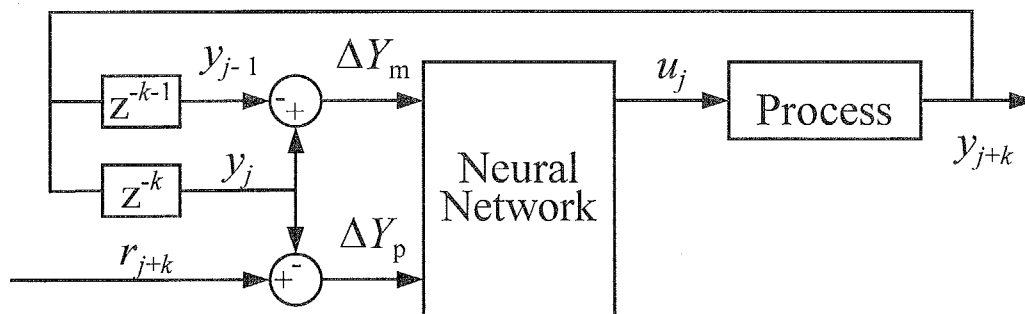 y_{j-1}
ΔY_m
z^{-k-1}
- +
u_j
Process
y_j
z^{-k}
Neural
Network
y_{j+k}
r_{j+k}
+ -
ΔY_p